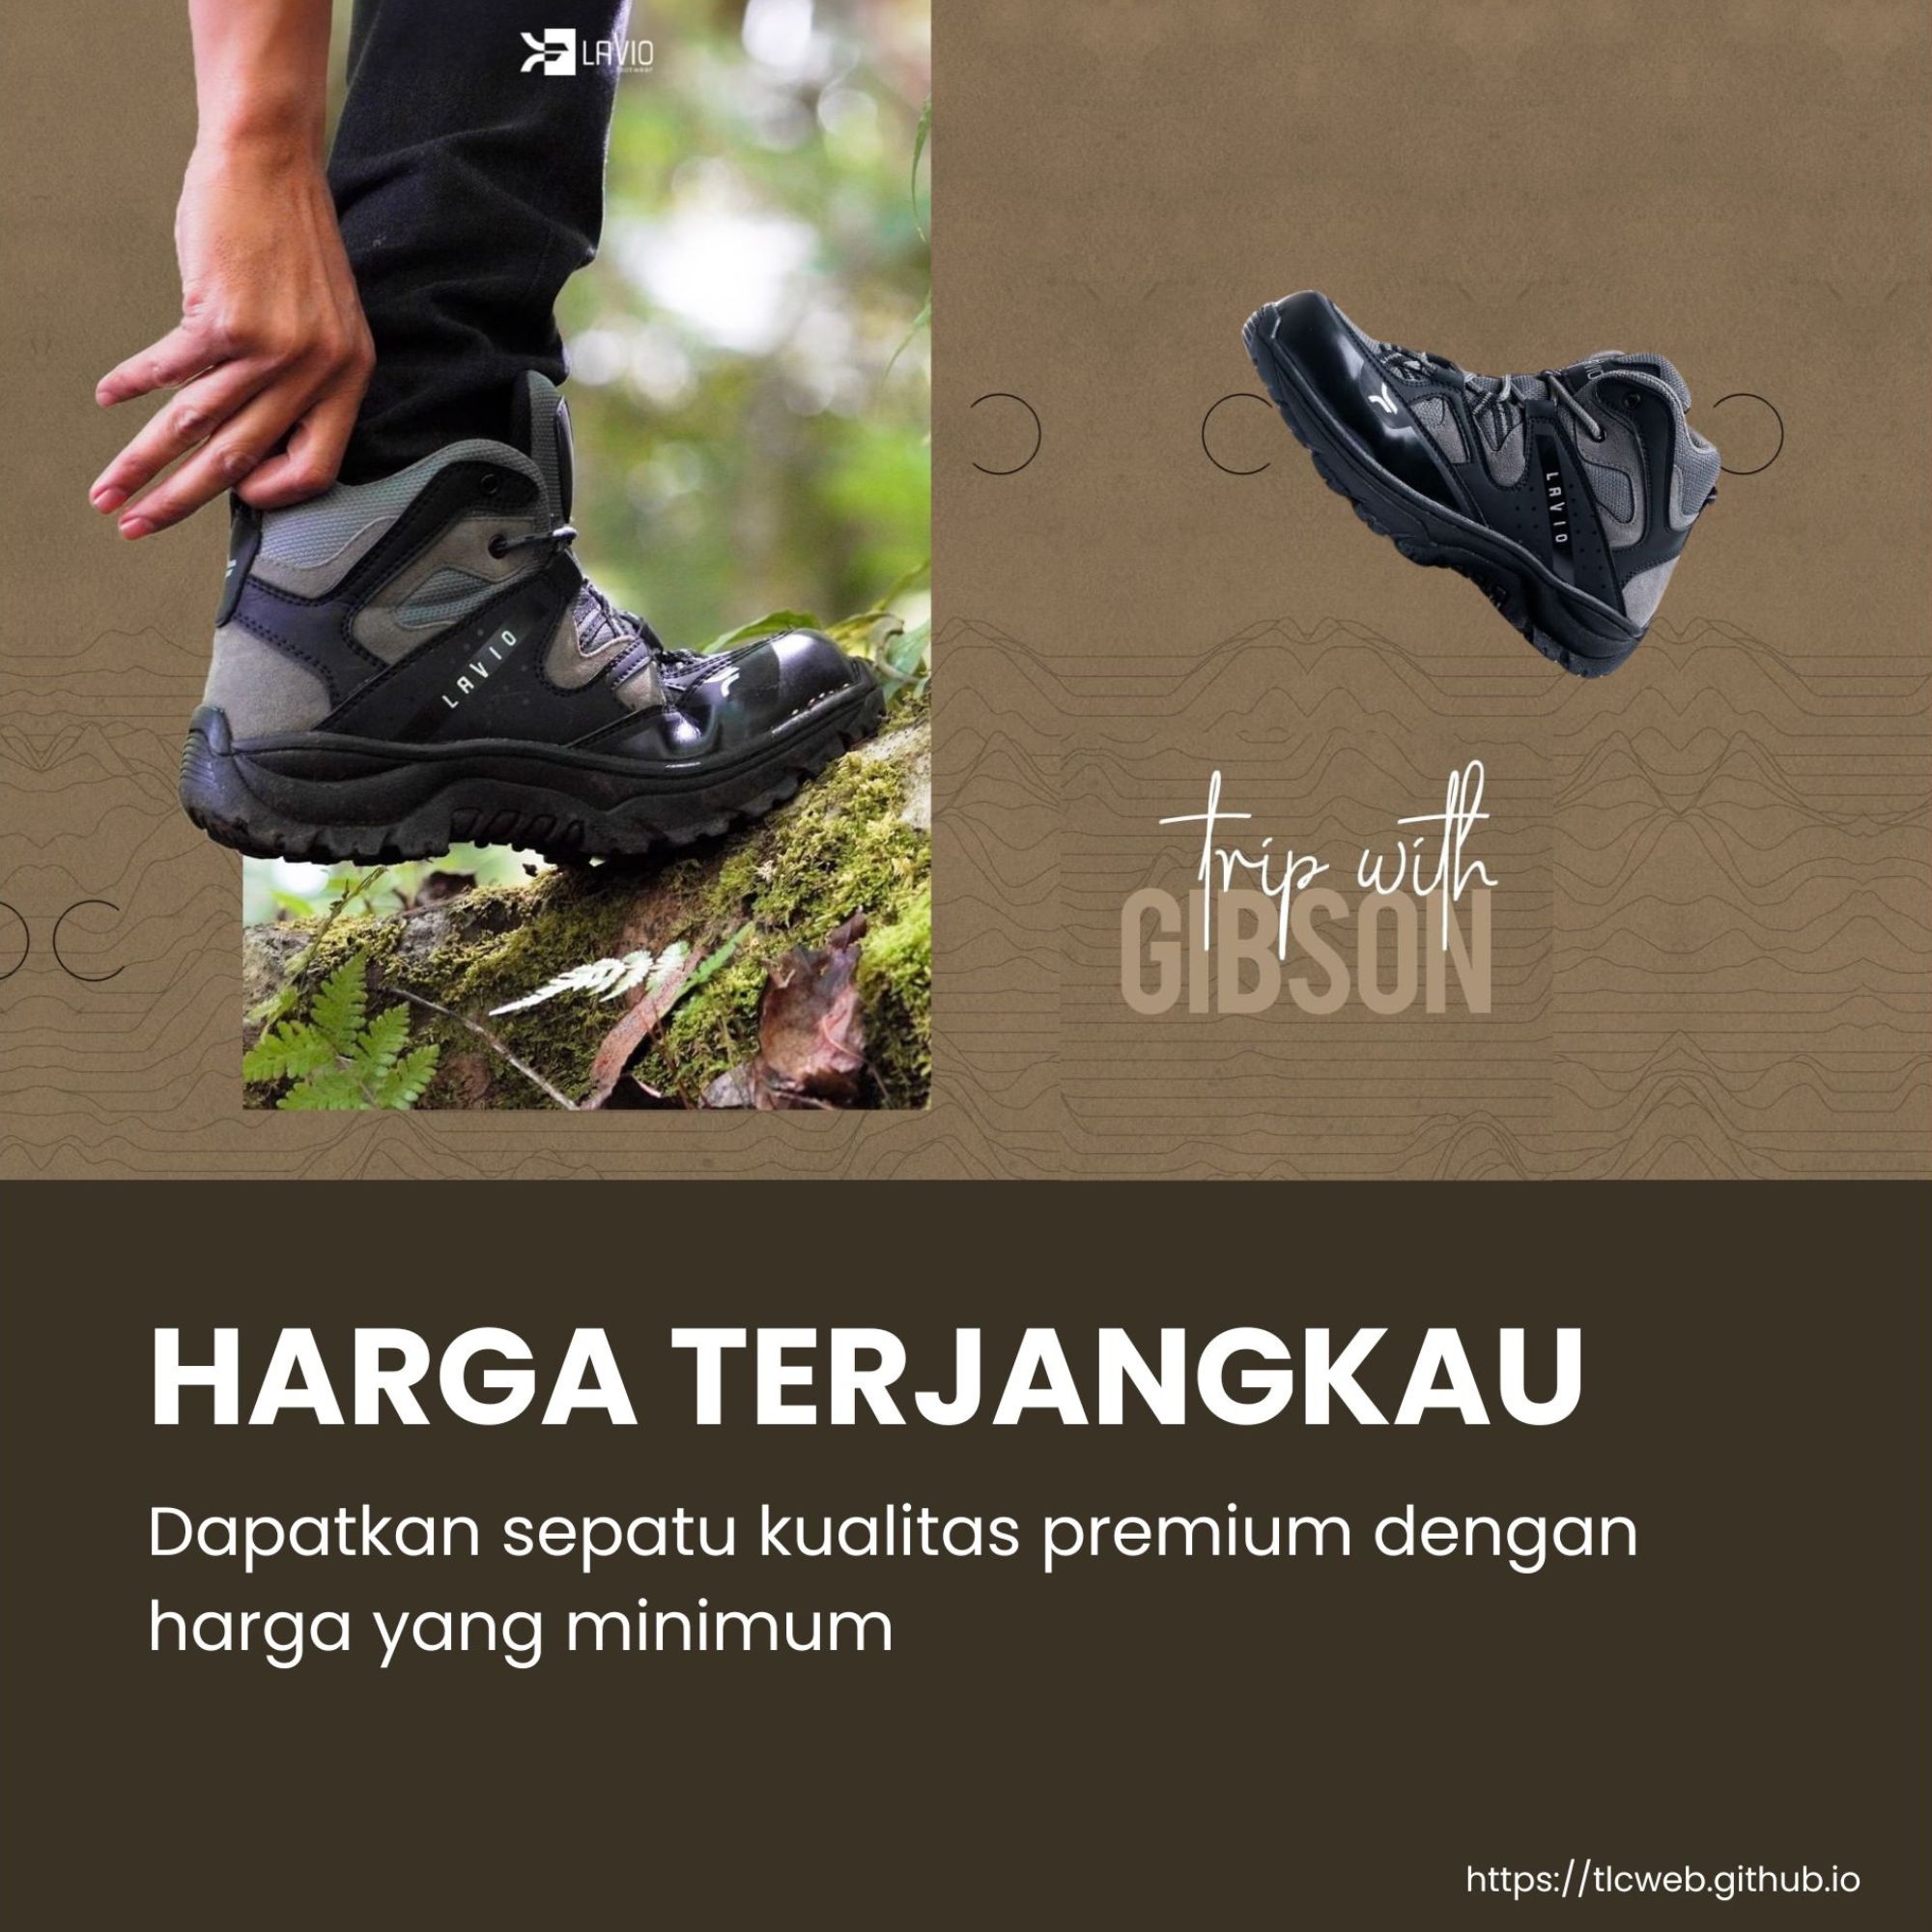 LAVIO
footwear
LAVIO
LAVIO
trip with
GIBSON
HARGA TERJANGKAU
Dapatkan sepatu kualitas premium dengan
harga yang minimum
https://tlcweb.github.io